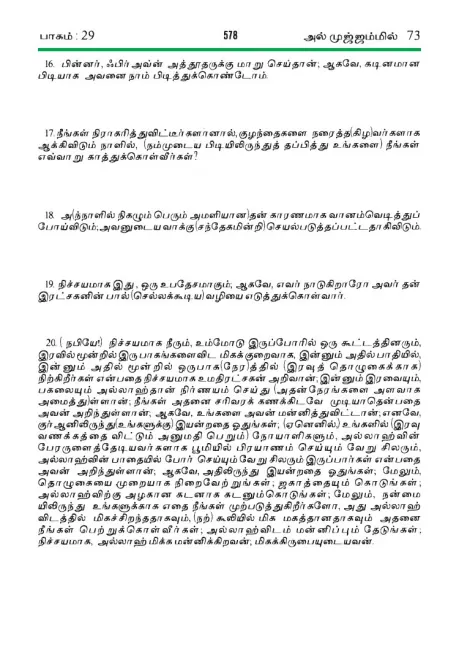 பாகம் : 29 578 அல் முஜ்ஜம்மில் 73
16. பின்னர், ஃபிர்அவ்ன் அத்தூதருக்கு மாறு செய்தான்; ஆகவே, கடினமான
பிடியாக அவனை நாம் பிடித்துக்கொண்டோம்.
17. நீங்கள் நிராகரித்துவிட்டீர்களானால், குழந்தைகளை நரைத்த(கிழ)வர்களாக
ஆக்கிவிடும் நாளில், (நம்முடைய பிடியிலிருந்துத் தப்பித்து உங்களை) நீங்கள்
எவ்வாறு காத்துக்கொள்வீர்கள்?
18. அ(ந்நாளில் நிகழும் பெரும் அமளியான)தன் காரணமாக வானம்வெடித்துப்
போய்விடும்; அவனுடைய வாக்கு(சந்தேகமின்றி)செயல்படுத்தப்பட்டதாகிவிடும்.
19. நிச்சயமாக இது, ஒரு உபதேசமாகும்; ஆகவே, எவர் நாடுகிறாரோ அவர் தன்
இரட்சகனின் பால்(செல்லக்கூடிய)வழியை எடுத்துக்கொள்வார்.
20. ( நபியே!) நிச்சயமாக நீரும், உம்மோடு இருப்போரில் ஒரு கூட்டத்தினரும்,
இரவில் மூன்றில் இருபாகங்களைவிட மிகக்குறைவாக, இன்னும் அதில் பாதியில்,
இன்னும் அதில் மூன்றில் ஒருபாக(நேர)த்தில் (இரவுத் தொழுகைக்காக)
நிற்கிறீர்கள் என்பதை நிச்சயமாக உமதிரட்சகன் அறிவான்; இன்னும் இரவையும்,
பகலையும் அல்லாஹ்தான் நிர்ணயம் செய்து (அதன் நேரங்களை அளவாக
அமைத்து)ள்ளான்; நீங்கள் அதனை சரிவரக் கணக்கிடவே முடியாதென்பதை
அவன் அறிந்துள்ளான்; ஆகவே, உங்களை அவன் மன்னித்துவிட்டான்; எனவே,
குர்ஆனிலிருந்து(உங்களுக்கு) இயன்றதை ஓதுங்கள்; (ஏனெனில்,) உங்களில் (இரவு
வணக்கத்தை விட்டும் அனுமதி பெறும்) நோயாளிகளும், அல்லாஹ்வின்
பேரருளைத்தேடியவர்களாக பூமியில் பிரயாணம் செய்யும் வேறு சிலரும்,
அல்லாஹ்வின் பாதையில் போர் செய்யும் வேறு சிலரும் இருப்பார்கள் என்பதை
அவன் அறிந்துள்ளான்; ஆகவே, அதிலிருந்து இயன்றதை ஓதுங்கள்; மேலும்,
தொழுகையை முறையாக நிறைவேற்றுங்கள்; ஜகாத்தையும் கொடுங்கள்;
அல்லாஹ்விற்கு அழகான கடனாக கடனும்கொடுங்கள்; மேலும், நன்மை
யிலிருந்து உங்களுக்காக எதை நீங்கள் முற்படுத்துகிறீர்களோ, அது அல்லாஹ்
விடத்தில் மிகச்சிறந்ததாகவும், (நற்) கூலியில் மிக மகத்தானதாகவும் அதனை
நீங்கள் பெற்றுக்கொள்வீர்கள்; அல்லாஹ்விடம் மன்னிப்பும் தேடுங்கள்;
நிச்சயமாக, அல்லாஹ் மிக்க மன்னிக்கிறவன்; மிகக்கிருபையுடையவன்.